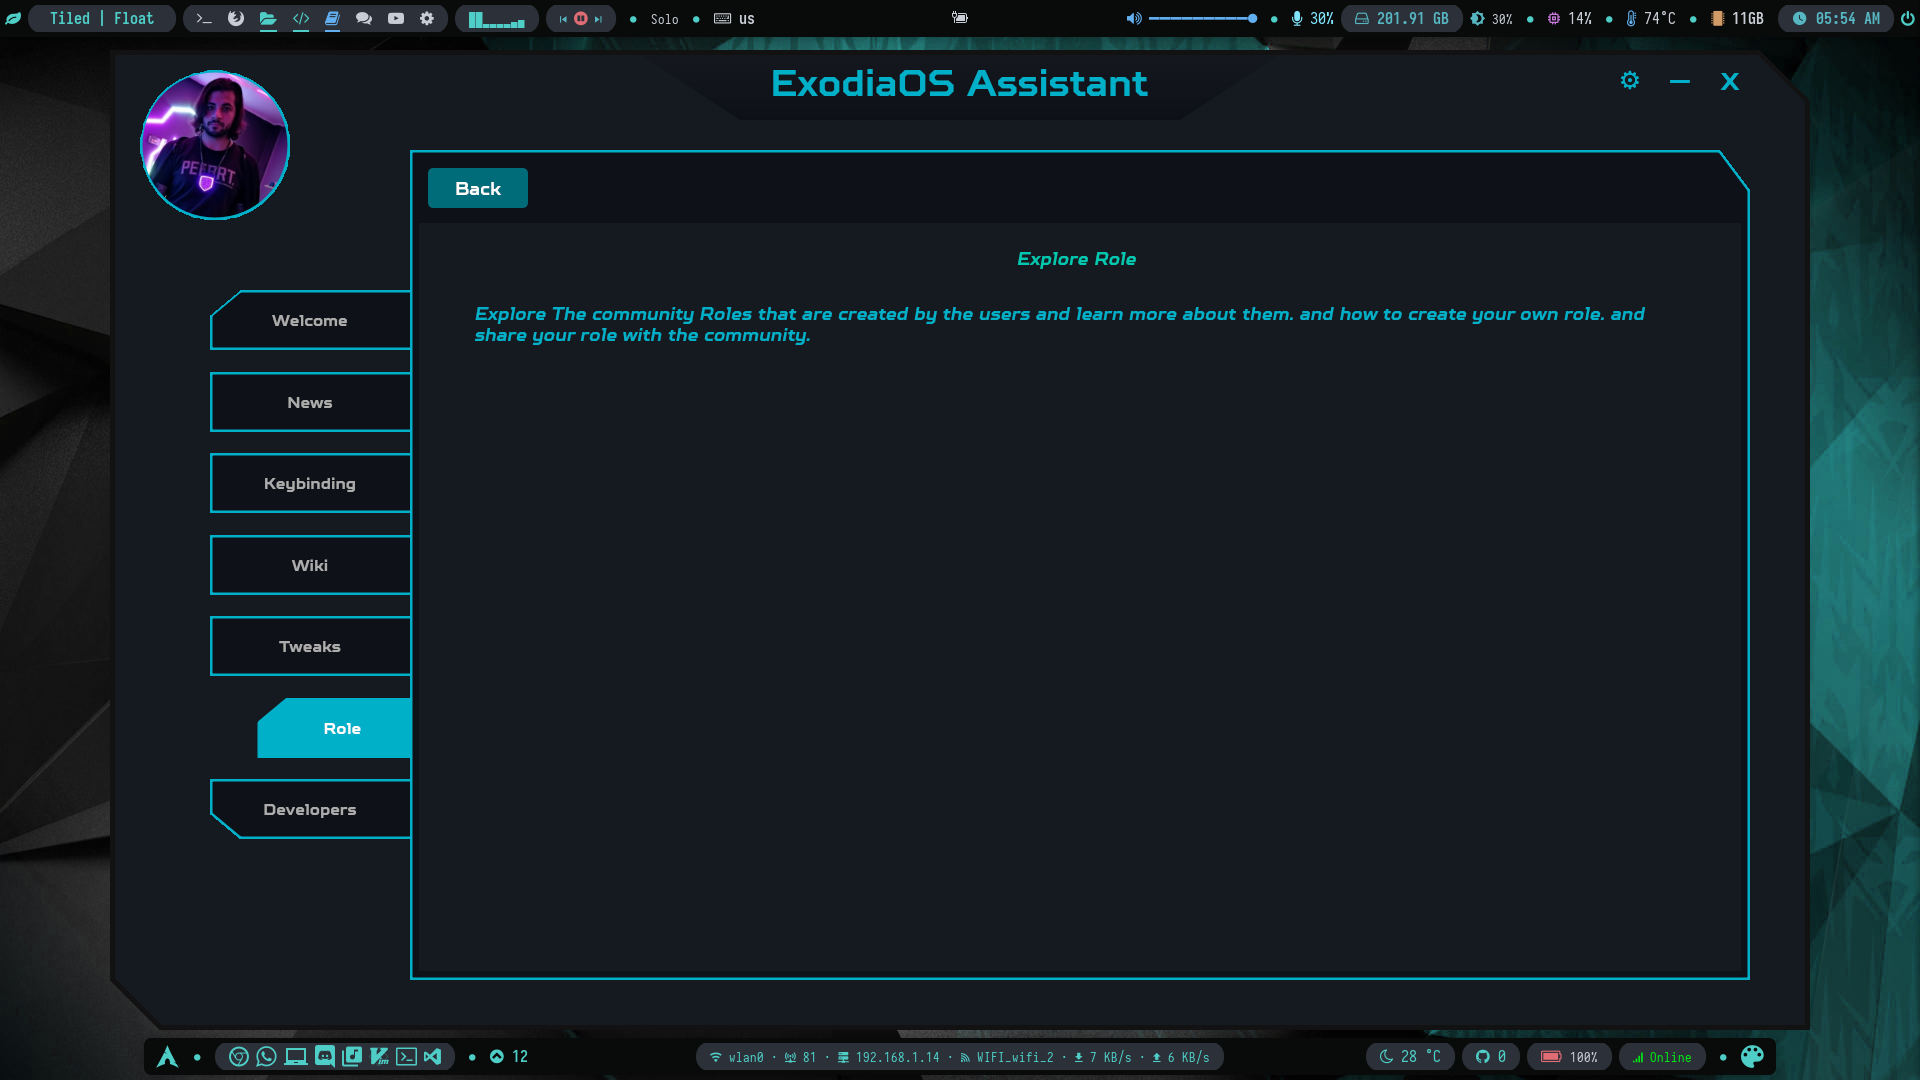 Tiled | Float
Solo
us
30%
201.91 GB
30%
14%
74°C
11GB
05:54 AM
ExodiaOS Assistant
X
Back
Explore Role
Explore The community Roles that are created by the users and learn more about them. and how to create your own role. and
share your role with the community.
Welcome
News
Keybinding
Wiki
Tweaks
Role
Developers
12
wlan0 · 81 · 192.168.1.14 · WIFI_wifi_2 · 7 KB/s · 6 KB/s
28 °C
0
100%
Online